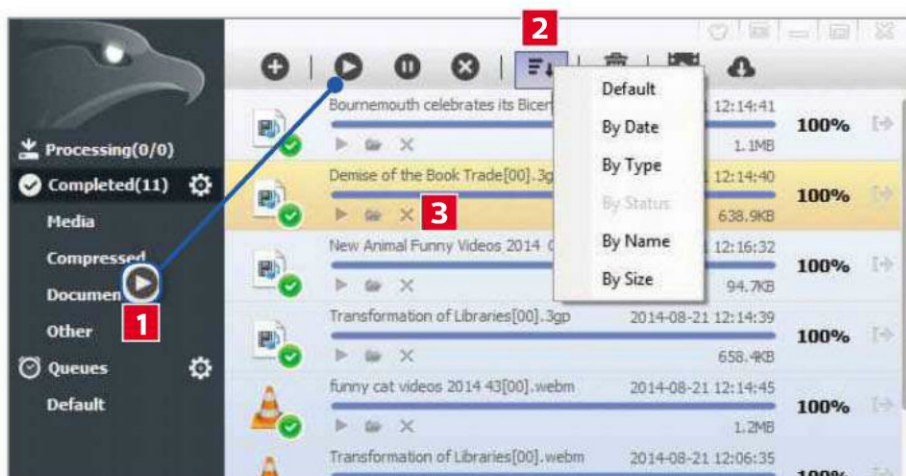 2
Default
Bournemouth celebrates its
12:14:41
By Date
100%
Processing(0/0)
1.1MB
By Type
Completed(11)
Demise of the Book Trade[00].3g
12:14:40
100%
By Status
Media
3
638.9KB
By Name
New Animal Funny Videos 2014
12:16:32
Compressed
100%
By Size
94.7KB
1
Other
Transformation of Libraries[00].3gp
2014-08-21 12:14:39
100%
Queues
658.4KB
Default
funny cat videos 2014 43[00].webm
2014-08-21 12:14:45
100%
1.2MB
Transformation of Libraries[00].webm
2014-08-21 12:06:35
100%